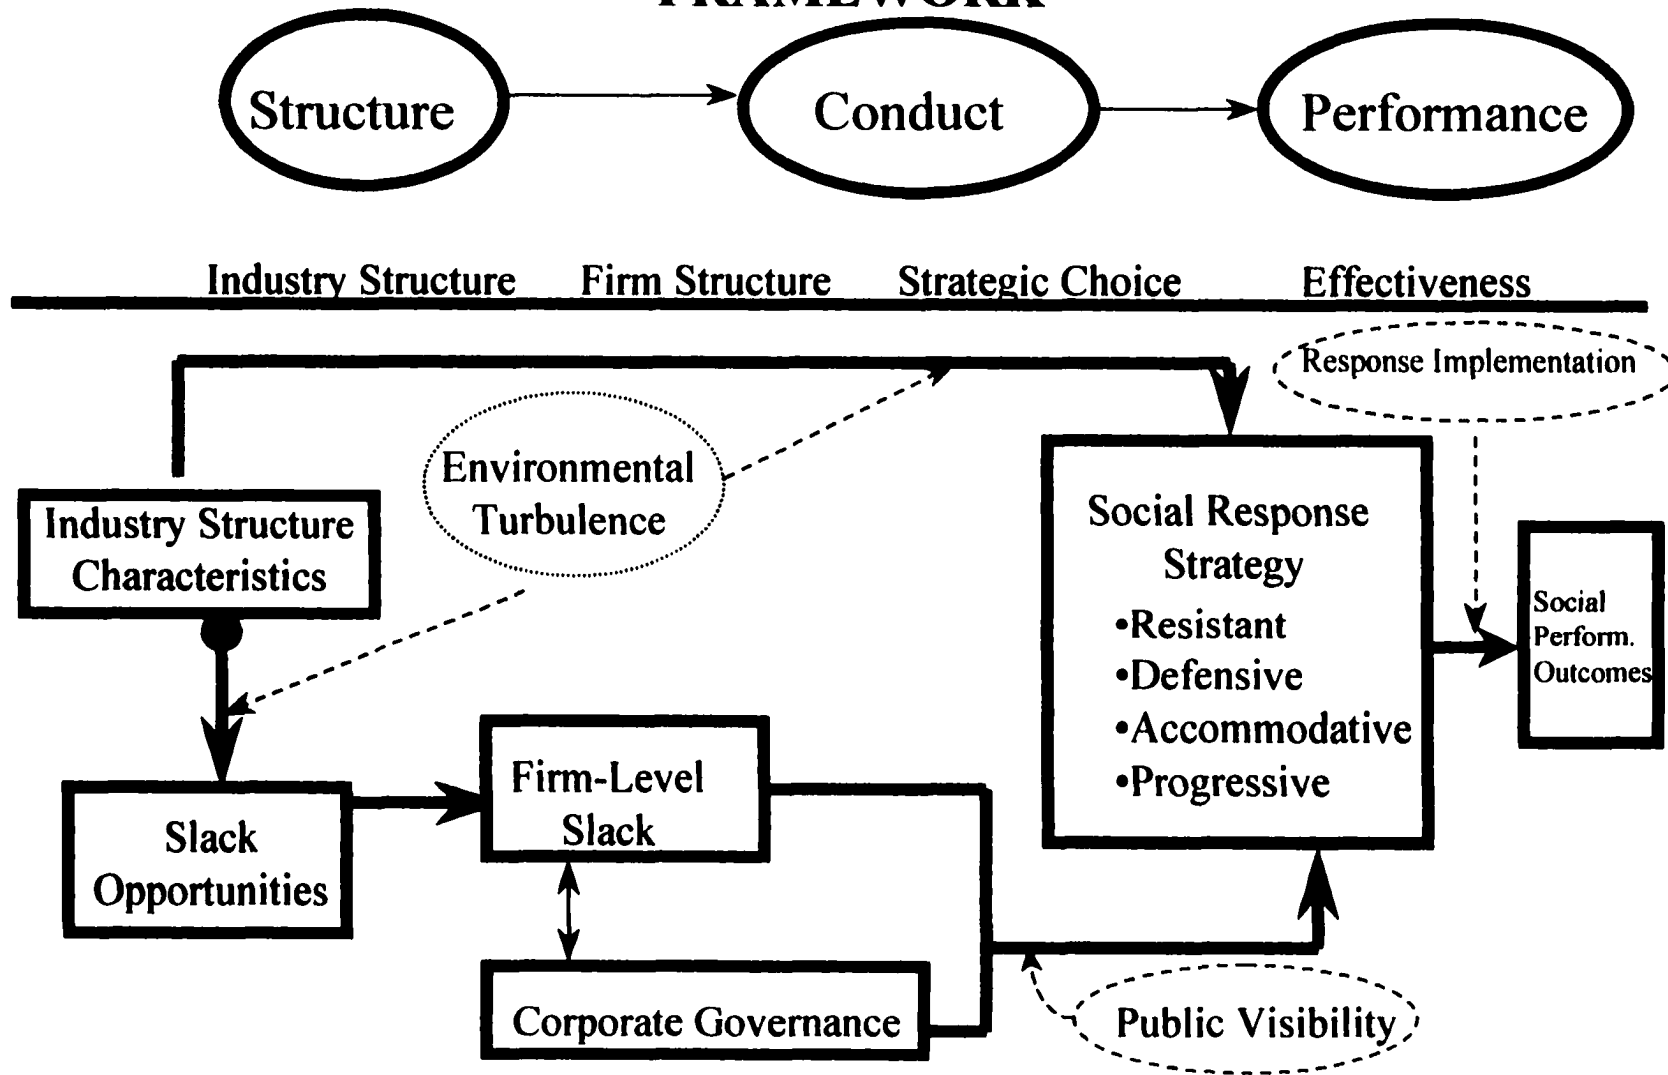 FRAMEWORK
Structure
Conduct
Performance
Industry Structure
Firm Structure
Strategic Choice
Effectiveness
Response Implementation
Environmental
Turbulence
Industry Structure
Characteristics
Social Response
Strategy
•Resistant
•Defensive
•Accommodative
•Progressive
Social
Perform.
Outcomes
Firm-Level
Slack
Slack
Opportunities
Corporate Governance
Public Visibility